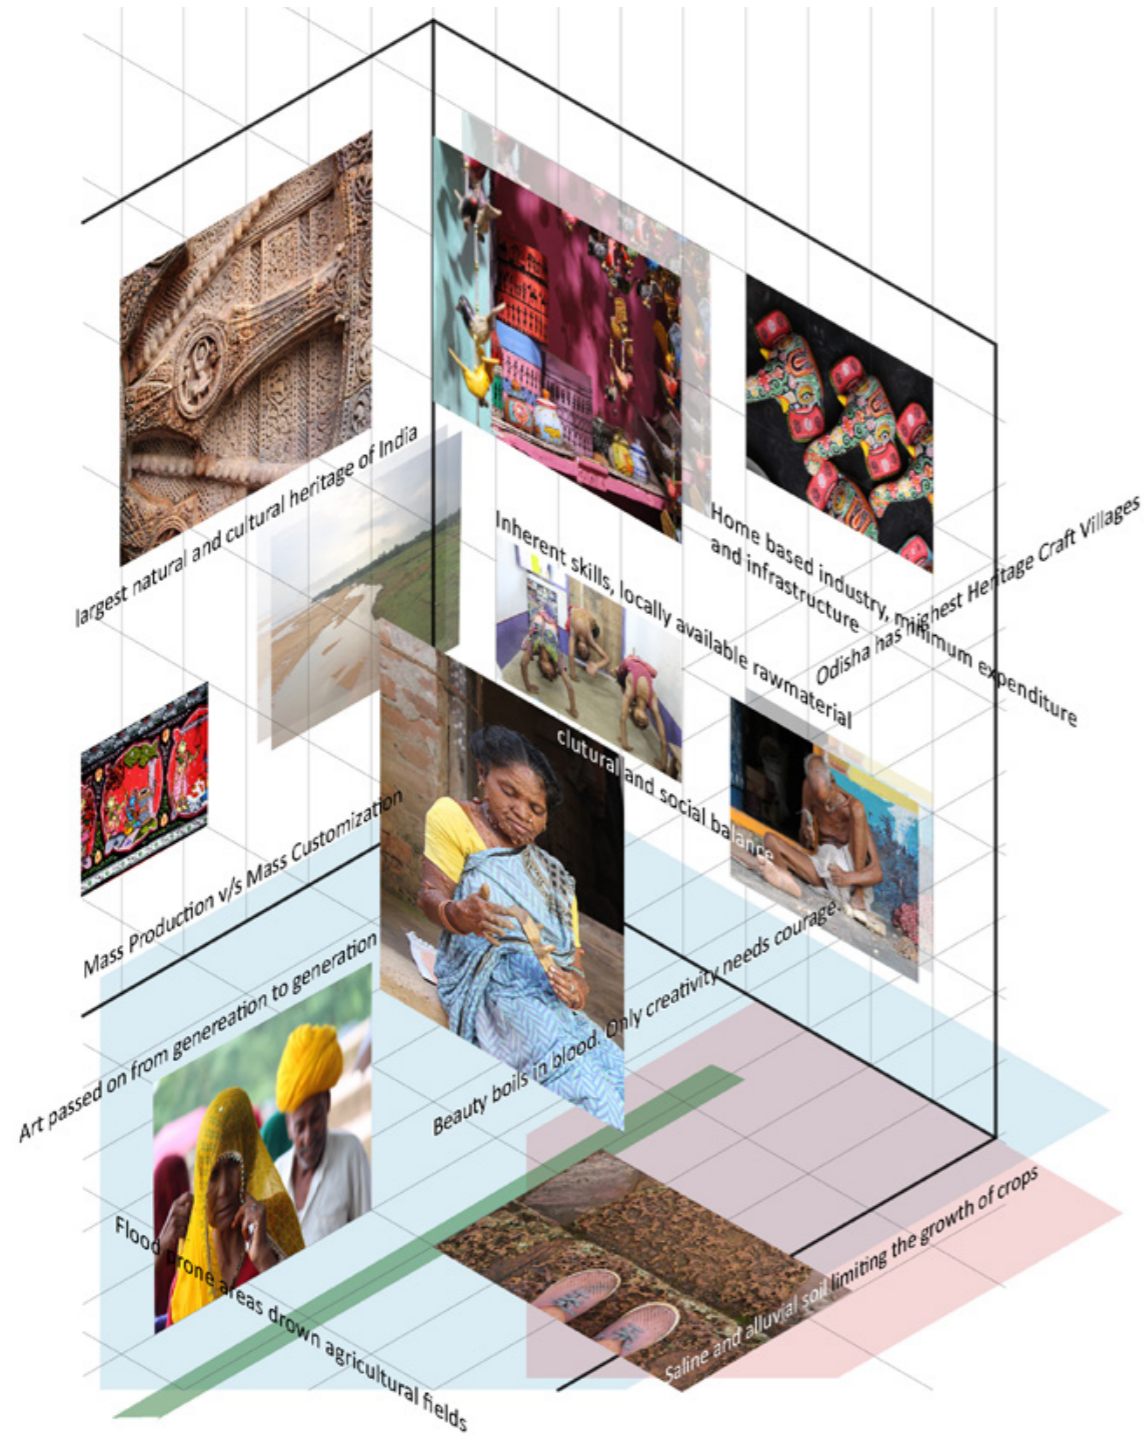 largest natural and cultural heritage of India
Inherent skills, locally available rawmaterial
Home based industry, minimum expenditure
and infrastructure
Odisha has highest Heritage Craft Villages
clutural and social balance
Mass Production v/s Mass Customization
Art passed on from genereation to generation
Beauty boils in blood. Only creativity needs courage.
Flood prone areas drown agricultural fields
Saline and alluvial soil limiting the growth of crops